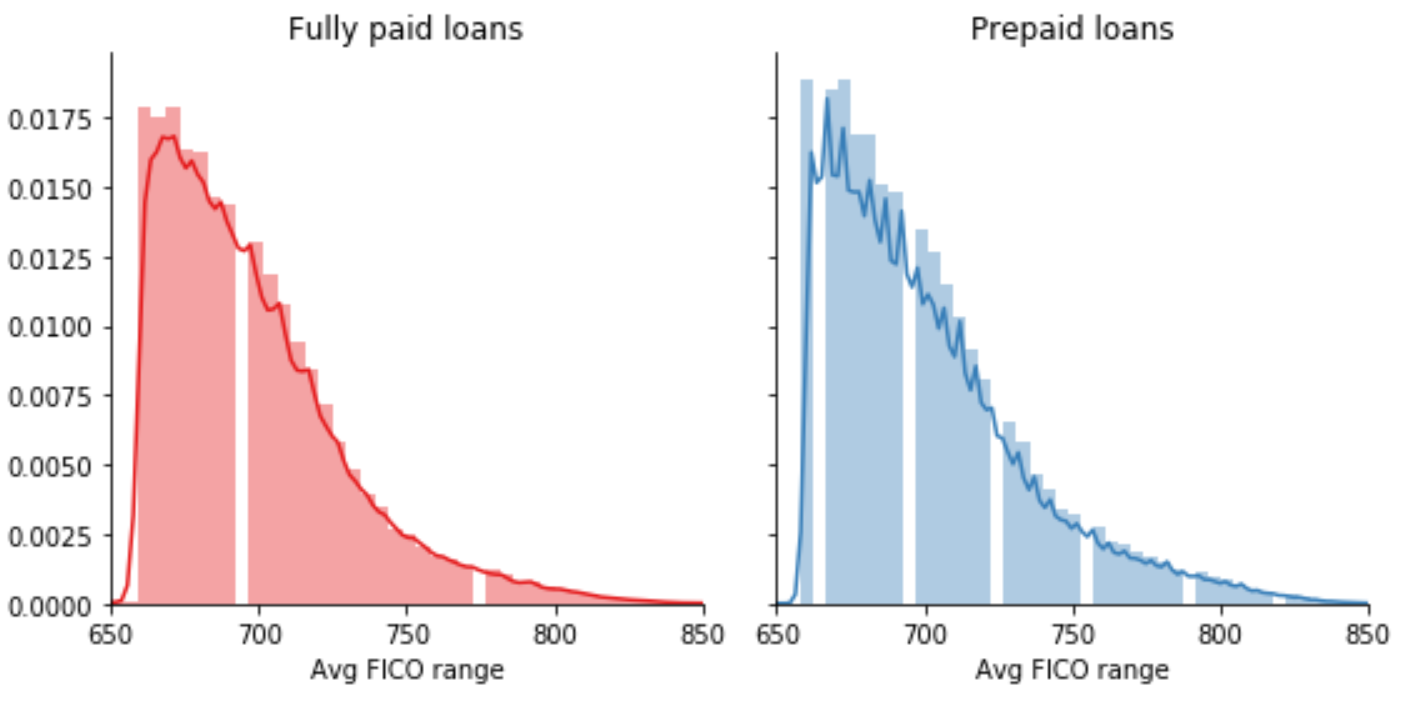 Fully paid loans
Prepaid loans
0.0175
0.0150
0.0125
0.0100
0.0075
0.0050
0.0025
0.0000
650 700 750 800 850
650 700 750 800 850
Avg FICO range
Avg FICO range